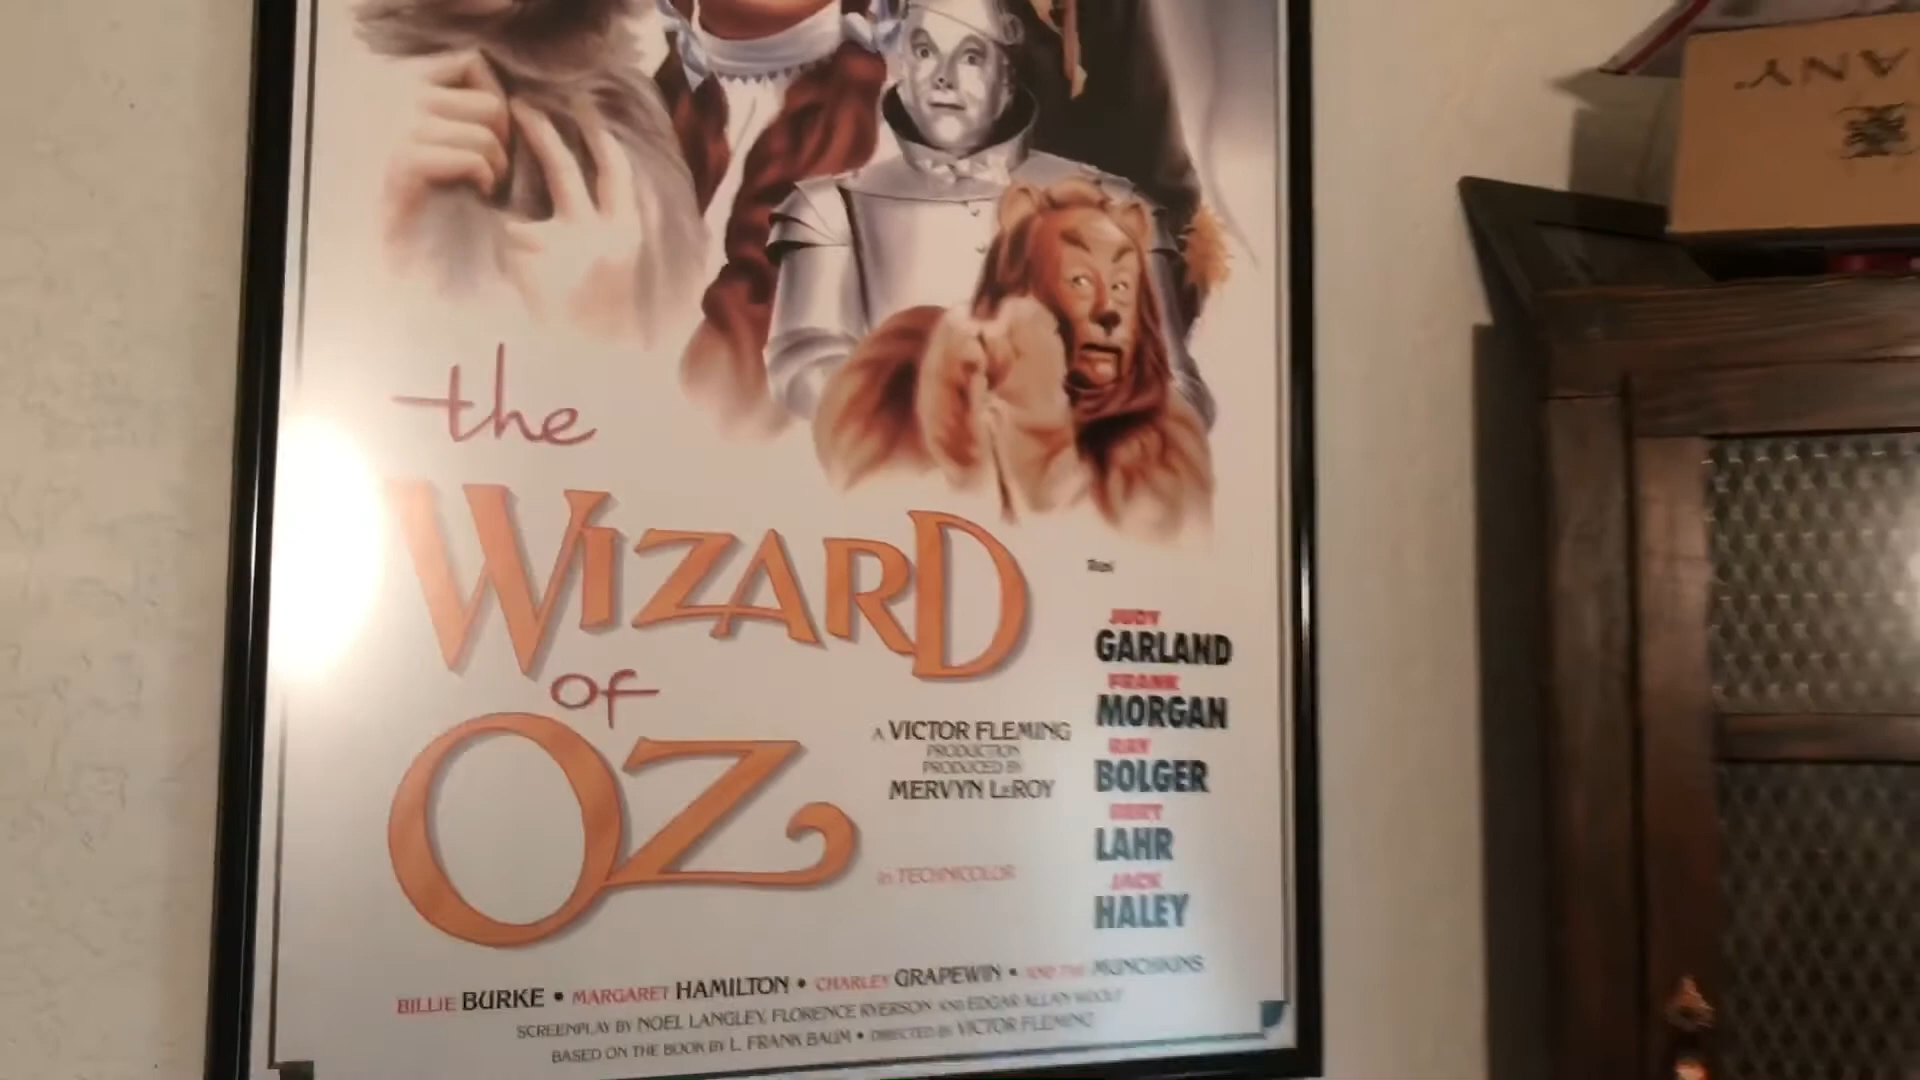 ANY.
the
WIZARD
of
OZ
A VICTOR FLEMING
PRODUCTION
PRODUCED BY
MERVYN LEROY
IN TECHNICOLOR
JUDY
GARLAND
FRANK
MORGAN
RAY
BOLGER
BERT
LAHR
JACK
HALEY
BILLIE BURKE • MARGARET HAMILTON • CHARLEY GRAPEWIN • AND THE MUNCHKINS
SCREENPLAY BY NOEL LANGLEY, FLORENCE RYERSON AND EDGAR ALLAN WOOLF
BASED ON THE BOOK BY L. FRANK BAUM • DIRECTED BY VICTOR FLEMING